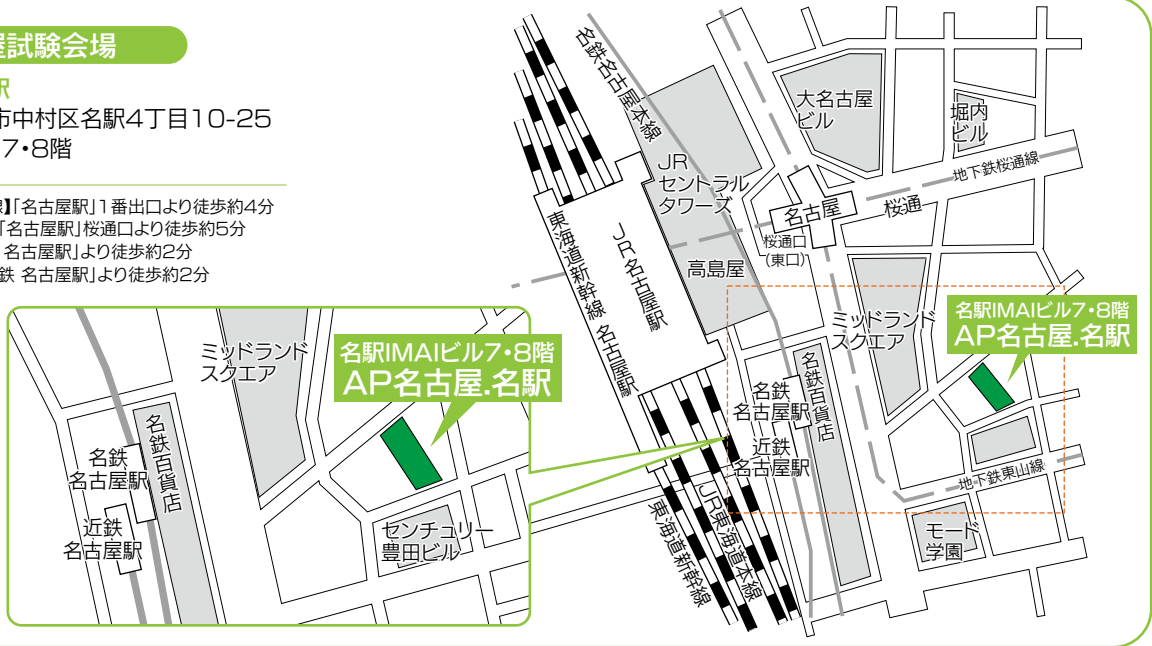 屋試験会場
駅
市中村区名駅4丁目10-25
7・8階
線】「名古屋駅」1番出口より徒歩約4分
「名古屋駅」桜通口より徒歩約5分
名古屋駅」より徒歩約2分
鉄 名古屋駅」より徒歩約2分
名鉄名古屋本線
大名古屋
ビル
堀内
ビル
JR
セントラル
タワーズ
地下鉄桜通線
名古屋
桜通
桜通口
(東口)
東海道新幹線 名古屋駅
JR名古屋駅
高島屋
ミッドランド
スクエア
名駅IMAIビル7・8階
AP名古屋.名駅
名鉄
名古屋駅
名鉄百貨店
近鉄
名古屋駅
地下鉄東山線
モード
学園
JR東海道本線
東海道新幹線
ミッドランド
スクエア
名駅IMAIビル7・8階
AP名古屋.名駅
名鉄百貨店
名鉄
名古屋駅
近鉄
名古屋駅
センチュリー
豊田ビル